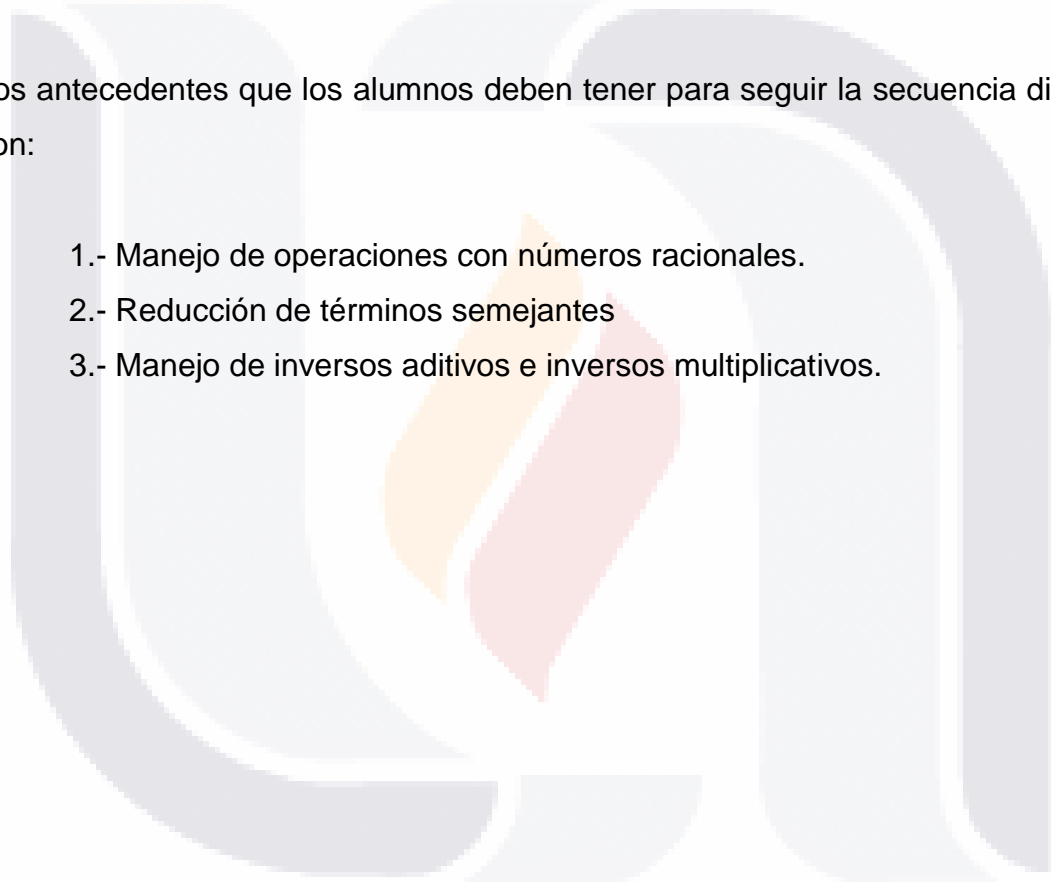 os antecedentes que los alumnos deben tener para seguir la secuencia di
on:
1.- Manejo de operaciones con números racionales.
2.- Reducción de términos semejantes
3.- Manejo de inversos aditivos e inversos multiplicativos.